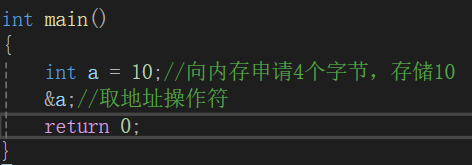 int main()
{
int a = 10;//向内存申请4个字节，存储10
&a;//取地址操作符
return 0;
}